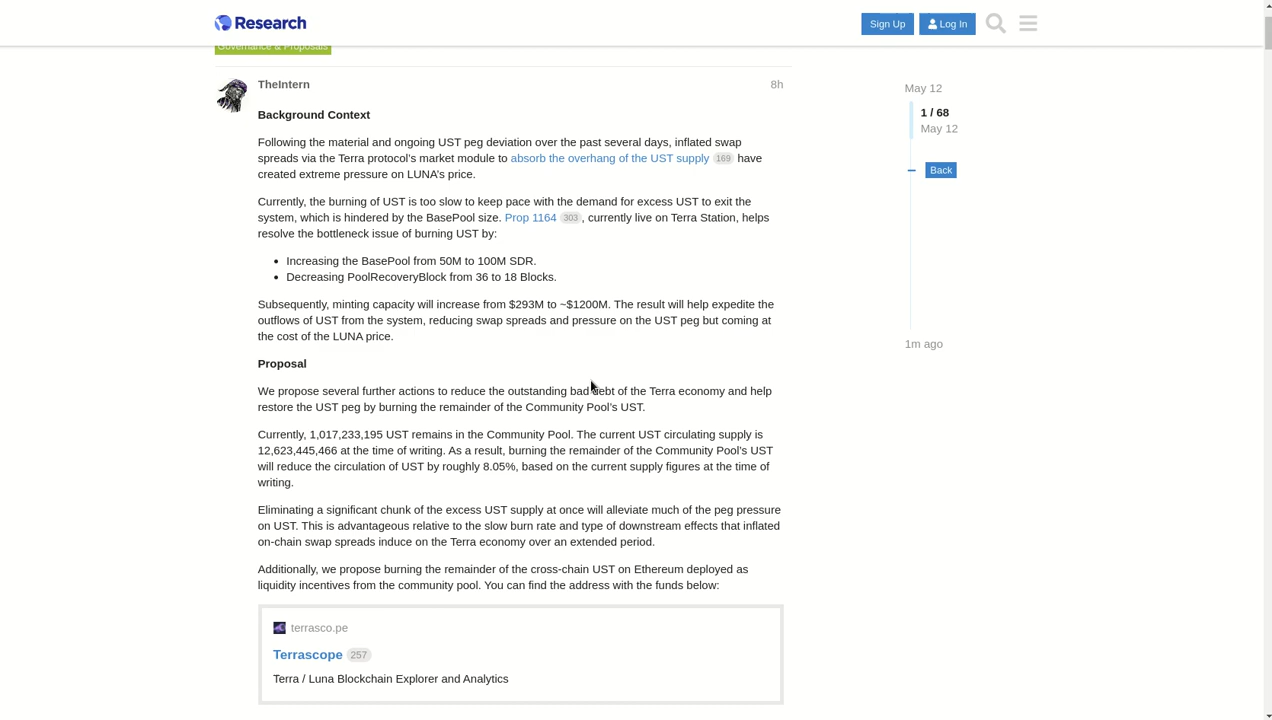 Research
Sign Up
Log In
Governance & Proposals
TheIntern
8h
Background Context
Following the material and ongoing UST peg deviation over the past several days, inflated swap
spreads via the Terra protocol's market module to absorb the overhang of the UST supply 169 have
created extreme pressure on LUNA's price.
Currently, the burning of UST is too slow to keep pace with the demand for excess UST to exit the
system, which is hindered by the BasePool size. Prop 1164 303 , currently live on Terra Station, helps
resolve the bottleneck issue of burning UST by:
• Increasing the BasePool from 50M to 100M SDR.
• Decreasing PoolRecoveryBlock from 36 to 18 Blocks.
Subsequently, minting capacity will increase from $293M to ~$1200M. The result will help expedite the
outflows of UST from the system, reducing swap spreads and pressure on the UST peg but coming at
the cost of the LUNA price.
Proposal
We propose several further actions to reduce the outstanding bad debt of the Terra economy and help
restore the UST peg by burning the remainder of the Community Pool's UST.
Currently, 1,017,233,195 UST remains in the Community Pool. The current UST circulating supply is
12,623,445,466 at the time of writing. As a result, burning the remainder of the Community Pool's UST
will reduce the circulation of UST by roughly 8.05%, based on the current supply figures at the time of
writing.
Eliminating a significant chunk of the excess UST supply at once will alleviate much of the peg pressure
on UST. This is advantageous relative to the slow burn rate and type of downstream effects that inflated
on-chain swap spreads induce on the Terra economy over an extended period.
Additionally, we propose burning the remainder of the cross-chain UST on Ethereum deployed as
liquidity incentives from the community pool. You can find the address with the funds below:
terrasco.pe
Terrascope 257
Terra / Luna Blockchain Explorer and Analytics
May 12
1 / 68
May 12
Back
1m ago